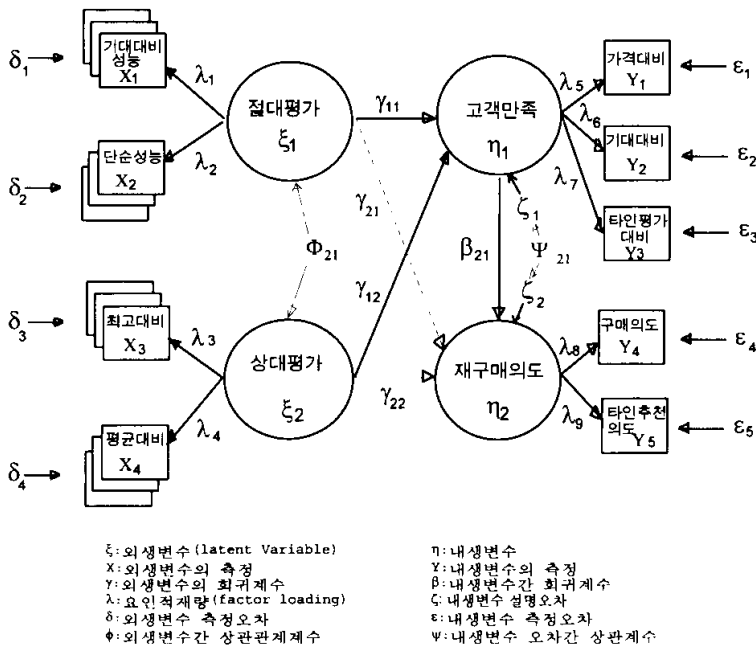 δ1
기대대비
성능
X1
λ1
절대평가
ξ1
γ11
고객만족
η1
λ5
가격대비
Y1
ε1
δ2
단순성능
X2
λ2
λ6
기대대비
Y2
ε2
γ21
λ7
타인평가
대비
Y3
ε3
Φ21
γ12
β21
ζ1
Ψ21
ζ2
δ3
최고대비
X3
λ3
상대평가
ξ2
γ22
재구매의도
η2
λ8
구매의도
Y4
ε4
δ4
평균대비
X4
λ4
λ9
타인추천
의도
Y5
ε5
ξ:외생변수(latent Variable)
X:외생변수의 측정
γ:외생변수의 회귀계수
λ:요인적재량(factor loading)
δ:외생변수 측정오차
φ:외생변수간 상관관계계수
η:내생변수
Y:내생변수의 측정
β:내생변수간 회귀계수
ζ:내생변수 설명오차
ε:내생변수 측정오차
Ψ:내생변수 오차간 상관계수